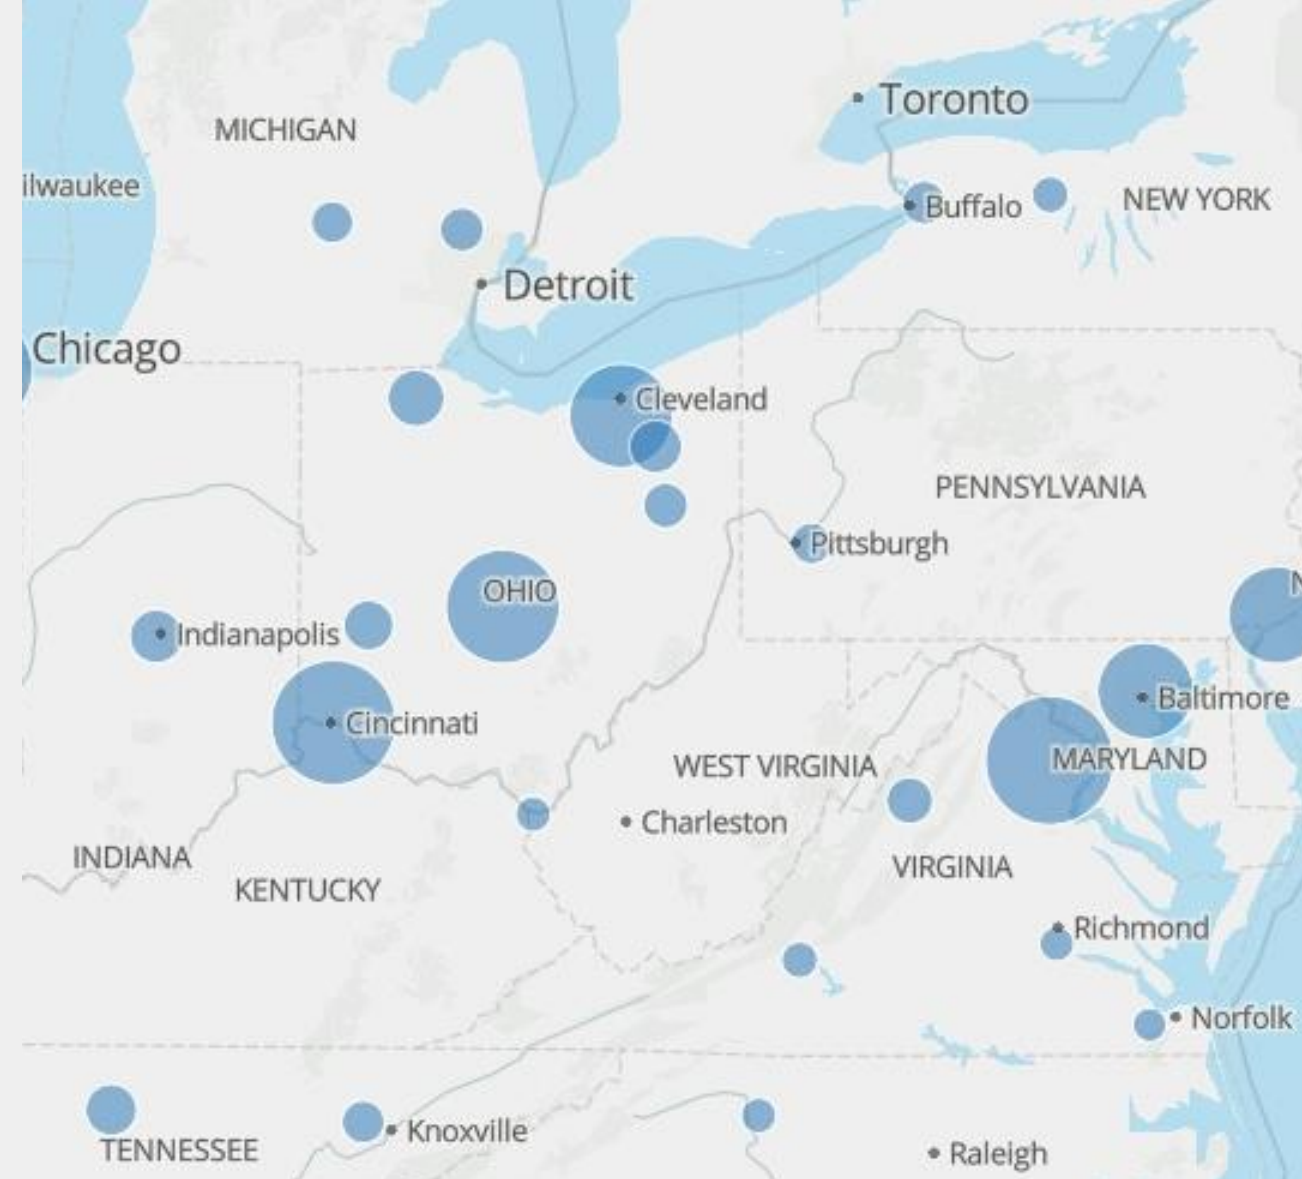 Toronto
MICHIGAN
ilwaukee
Buffalo
NEW YORK
Detroit
Chicago
Cleveland
PENNSYLVANIA
Pittsburgh
OHIO
N
Indianapolis
Baltimore
Cincinnati
MARYLAND
WEST VIRGINIA
Charleston
INDIANA
VIRGINIA
KENTUCKY
Richmond
Norfolk
Knoxville
TENNESSEE
Raleigh